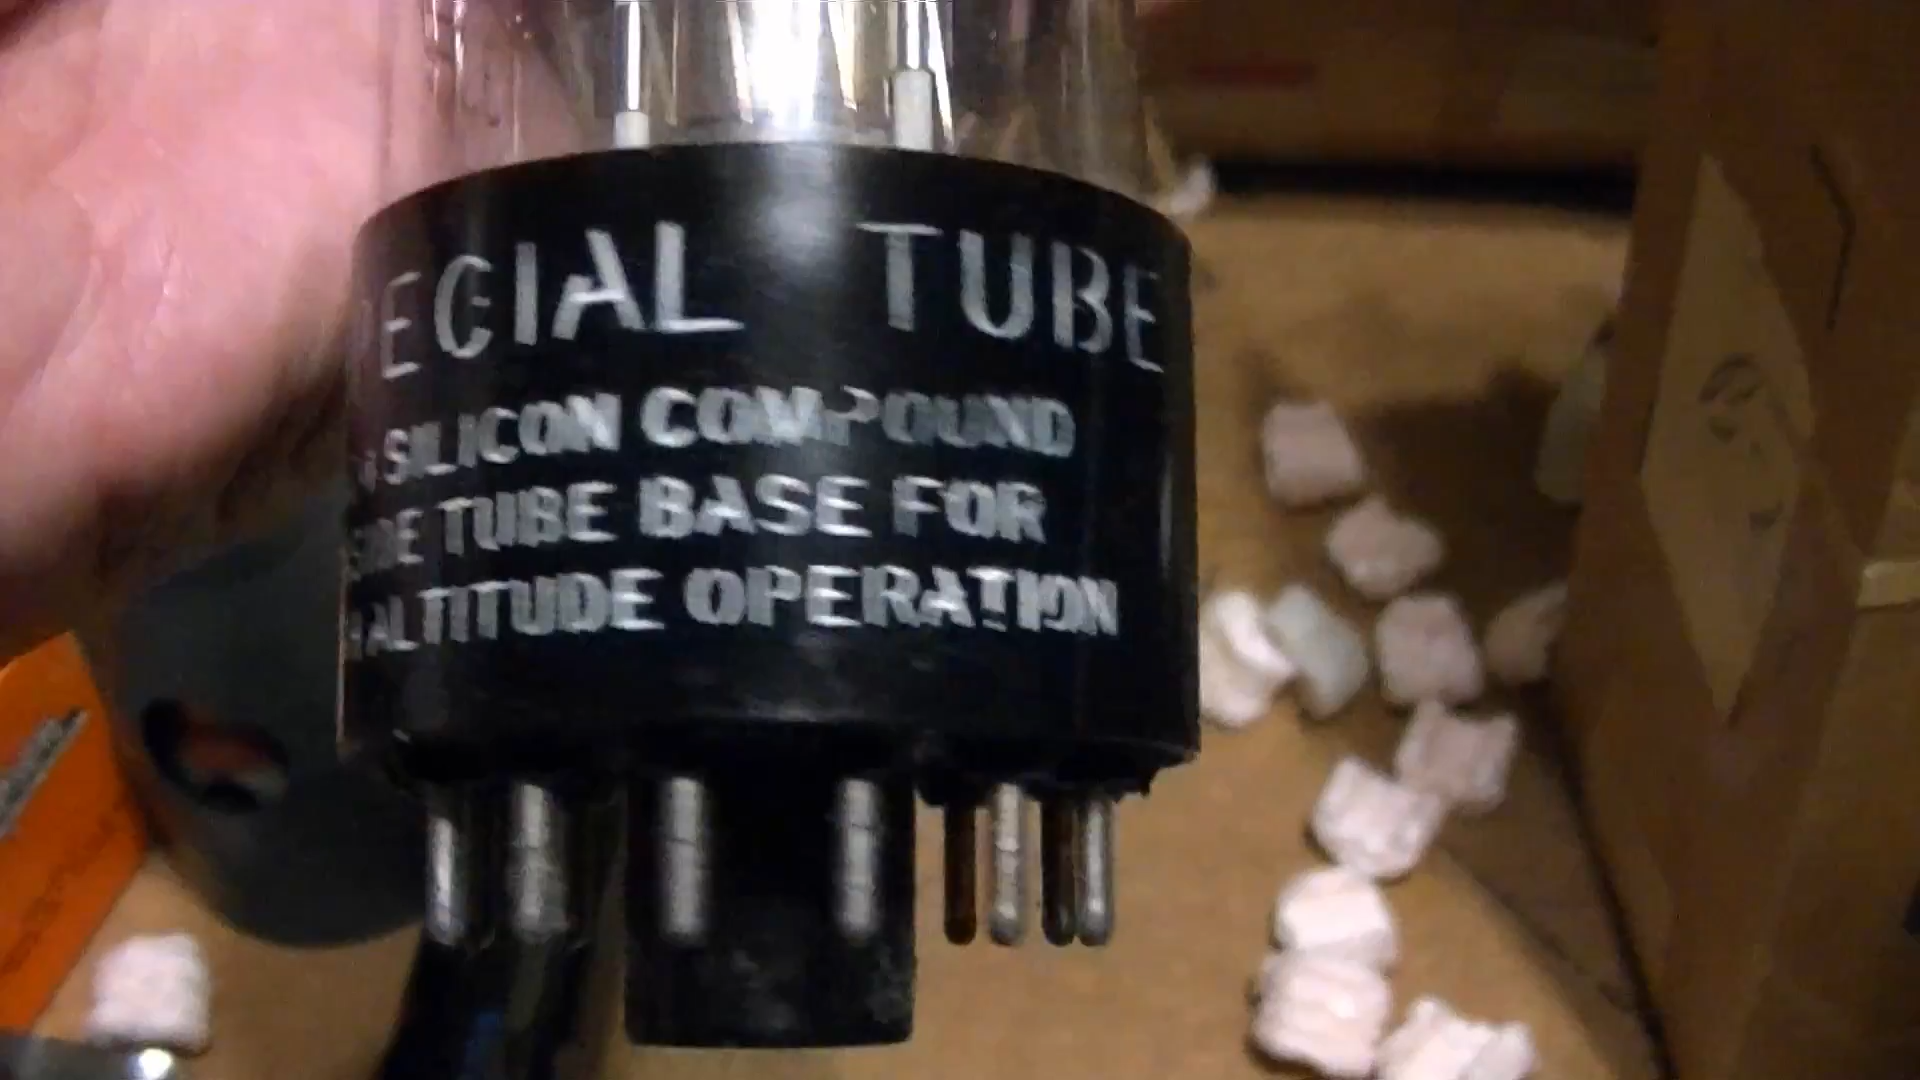 ECIAL TUBE
SILICON COMPOUND
TUBE BASE FOR
ALTITUDE OPERATION